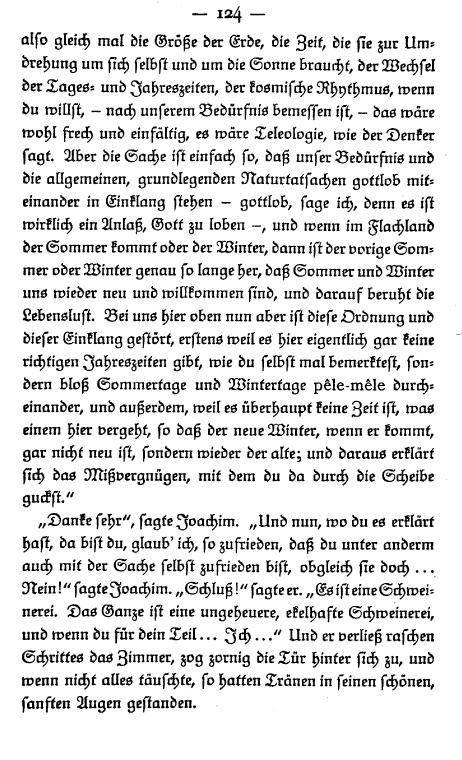 — 124 —
also gleich mal die Größe der Erde, die Zeit, die sie zur Um-
drehung um sich selbst und um die Sonne braucht, der Wechsel
der Tages- und Jahreszeiten, der kosmische Rhythmus, wenn
du willst, – nach unserem Bedürfnis bemessen ist, – das wäre
wohl frech und einfältig, es wäre Teleologie, wie der Denker
sagt. Aber die Sache ist einfach so, daß unser Bedürfnis und
die allgemeinen, grundlegenden Naturtatsachen gottlob mit-
einander in Einklang stehen – gottlob, sage ich, denn es ist
wirklich ein Anlaß, Gott zu loben –, und wenn im Flachland
der Sommer kommt oder der Winter, dann ist der vorige Som-
mer oder Winter genau so lange her, daß Sommer und Winter
uns wieder neu und willkommen sind, und darauf beruht die
Lebenslust. Bei uns hier oben nun aber ist diese Ordnung und
dieser Einklang gestört, erstens weil es hier eigentlich gar keine
richtigen Jahreszeiten gibt, wie du selbst mal bemerktest, son-
dern bloß Sommertage und Wintertage pêle-mêle durch-
einander, und außerdem, weil es überhaupt keine Zeit ist, was
einem hier vergeht, so daß der neue Winter, wenn er kommt,
gar nicht neu ist, sondern wieder der alte; und daraus erklärt
sich das Mißvergnügen, mit dem du da durch die Scheibe
guckst.“
„Danke sehr“, sagte Joachim. „Und nun, wo du es erklärt
hast, da bist du, glaub’ ich, so zufrieden, daß du unter anderm
auch mit der Sache selbst zufrieden bist, obgleich sie doch ...
Nein!“ sagte Joachim. „Schluß!“ sagte er. „Es ist eine Schwei-
nerei. Das Ganze ist eine ungeheuere, ekelhafte Schweinerei,
und wenn du für dein Teil ... Ich ...“ Und er verließ raschen
Schrittes das Zimmer, zog zornig die Tür hinter sich zu, und
wenn nicht alles täuschte, so hatten Tränen in seinen schönen,
sanften Augen gestanden.